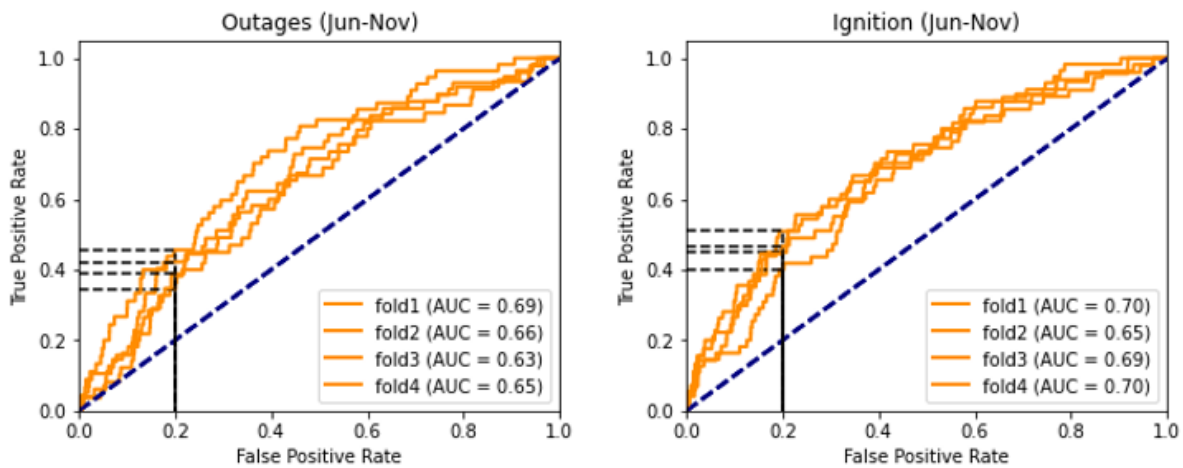 Outages (Jun-Nov)
1.0
0.8
0.6
0.4
0.2
0.0
True Positive Rate
fold1 (AUC = 0.69)
fold2 (AUC = 0.66)
fold3 (AUC = 0.63)
fold4 (AUC = 0.65)
0.0 0.2 0.4 0.6 0.8 1.0
False Positive Rate
Ignition (Jun-Nov)
1.0
0.8
0.6
0.4
0.2
0.0
True Positive Rate
fold1 (AUC = 0.70)
fold2 (AUC = 0.65)
fold3 (AUC = 0.69)
fold4 (AUC = 0.70)
0.0 0.2 0.4 0.6 0.8 1.0
False Positive Rate